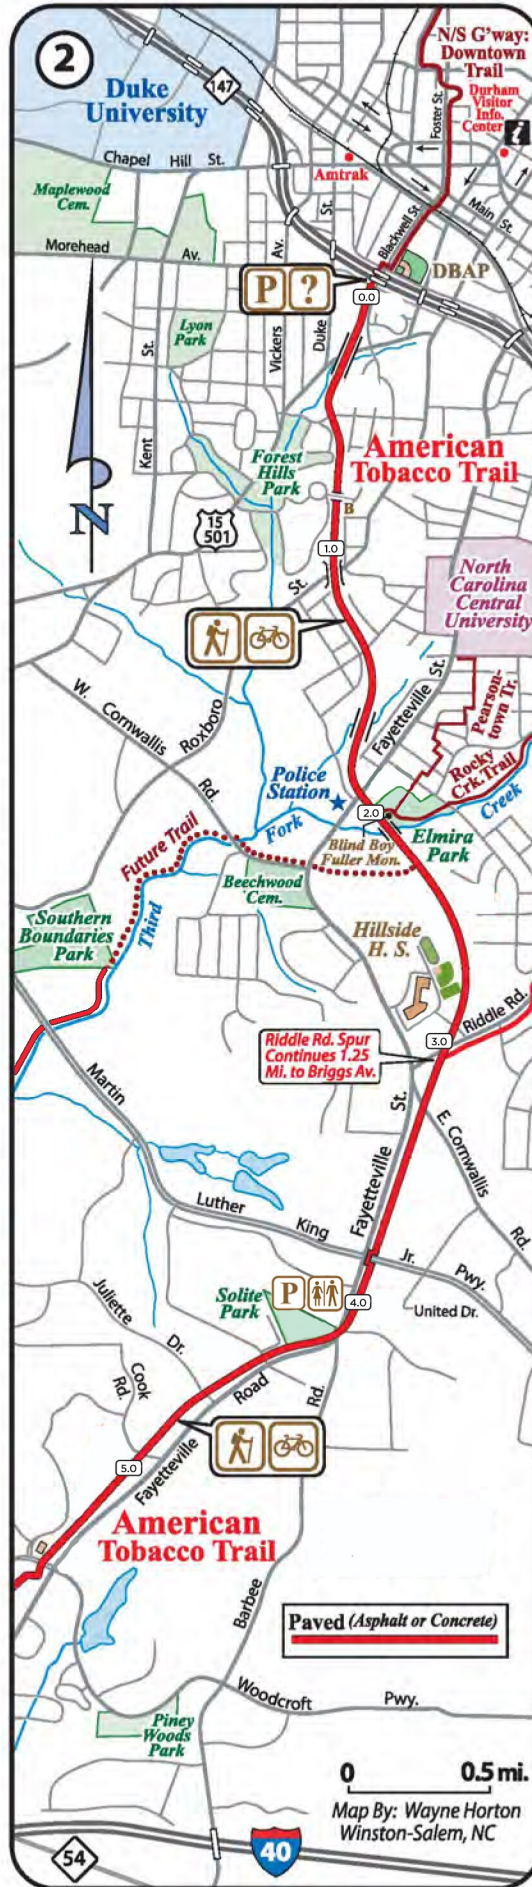 2
Duke
University
147
N/S G'way:
Downtown
Trail
Durham
Visitor
Info.
Center
i
Foster St.
Chapel Hill St.
St.
Amtrak
Main St.
Maplewood
Cem.
Blackwell St
Morehead Av.
Av.
DBAP
P ?
0.0
Lyon
Park
St.
Vickers
Duke
Kent
American
Tobacco Trail
Forest
Hills
Park
N
15
501
B
1.0
North
Carolina
Central
University
St.
W. Cornwallis
Rd.
Roxboro
Fayetteville St.
Pearson-
town Tr.
Rocky
Crk. Trail
Police
Station
2.0
Creek
Fork
Blind Boy
Fuller Mon.
Elmira
Park
Future Trail
Beechwood
Cem.
Third
Southern
Boundaries
Park
Hillside
H. S.
Riddle Rd.
Riddle Rd. Spur
Continues 1.25
Mi. to Briggs Av.
3.0
Martin
Luther
King
Jr.
Pwy.
St.
Fayetteville
E. Cornwallis
Rd.
Solite
Park
P
4.0
United Dr.
Juliette
Dr.
Cook
Rd.
Road
Rd.
Fayetteville
5.0
American
Tobacco Trail
Barbee
Paved (Asphalt or Concrete)
Woodcroft Pwy.
Piney
Woods
Park
0 0.5 mi.
Map By: Wayne Horton
Winston-Salem, NC
54
40